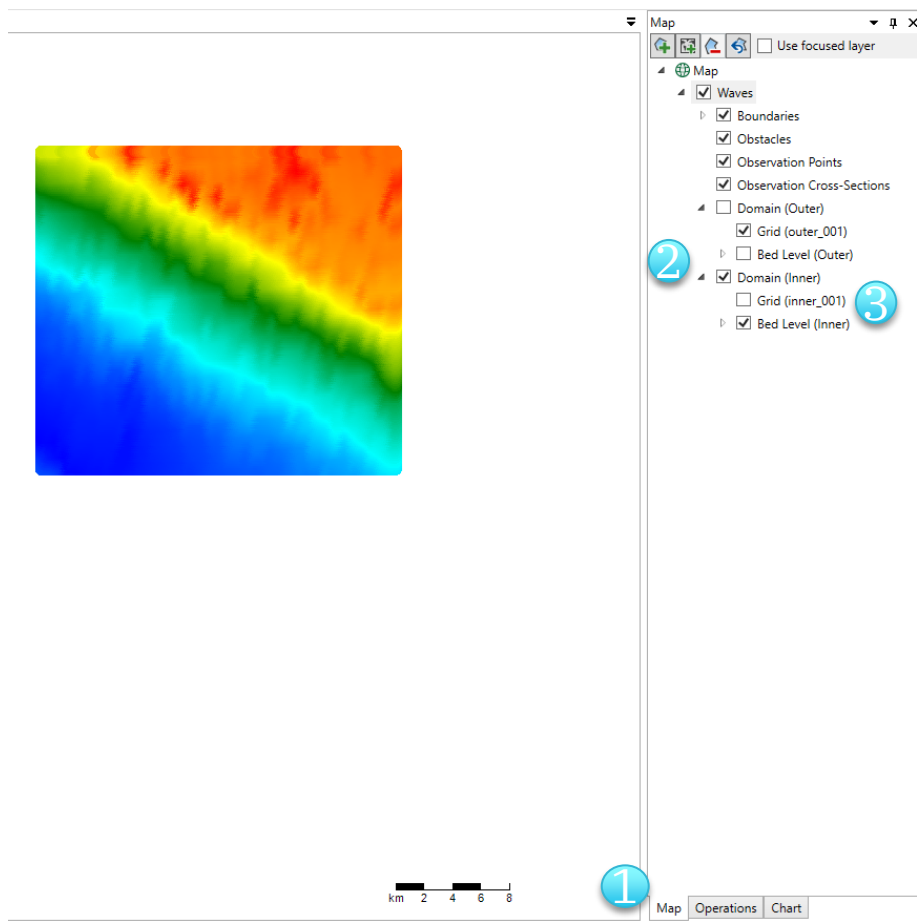 Map
Use focused layer
Map
Waves
Boundaries
Obstacles
Observation Points
Observation Cross-Sections
Domain (Outer)
Grid (outer_001)
2
Bed Level (Outer)
Domain (Inner)
Grid (inner_001)
3
Bed Level (Inner)
km 2 4 6 8
1
Map Operations Chart